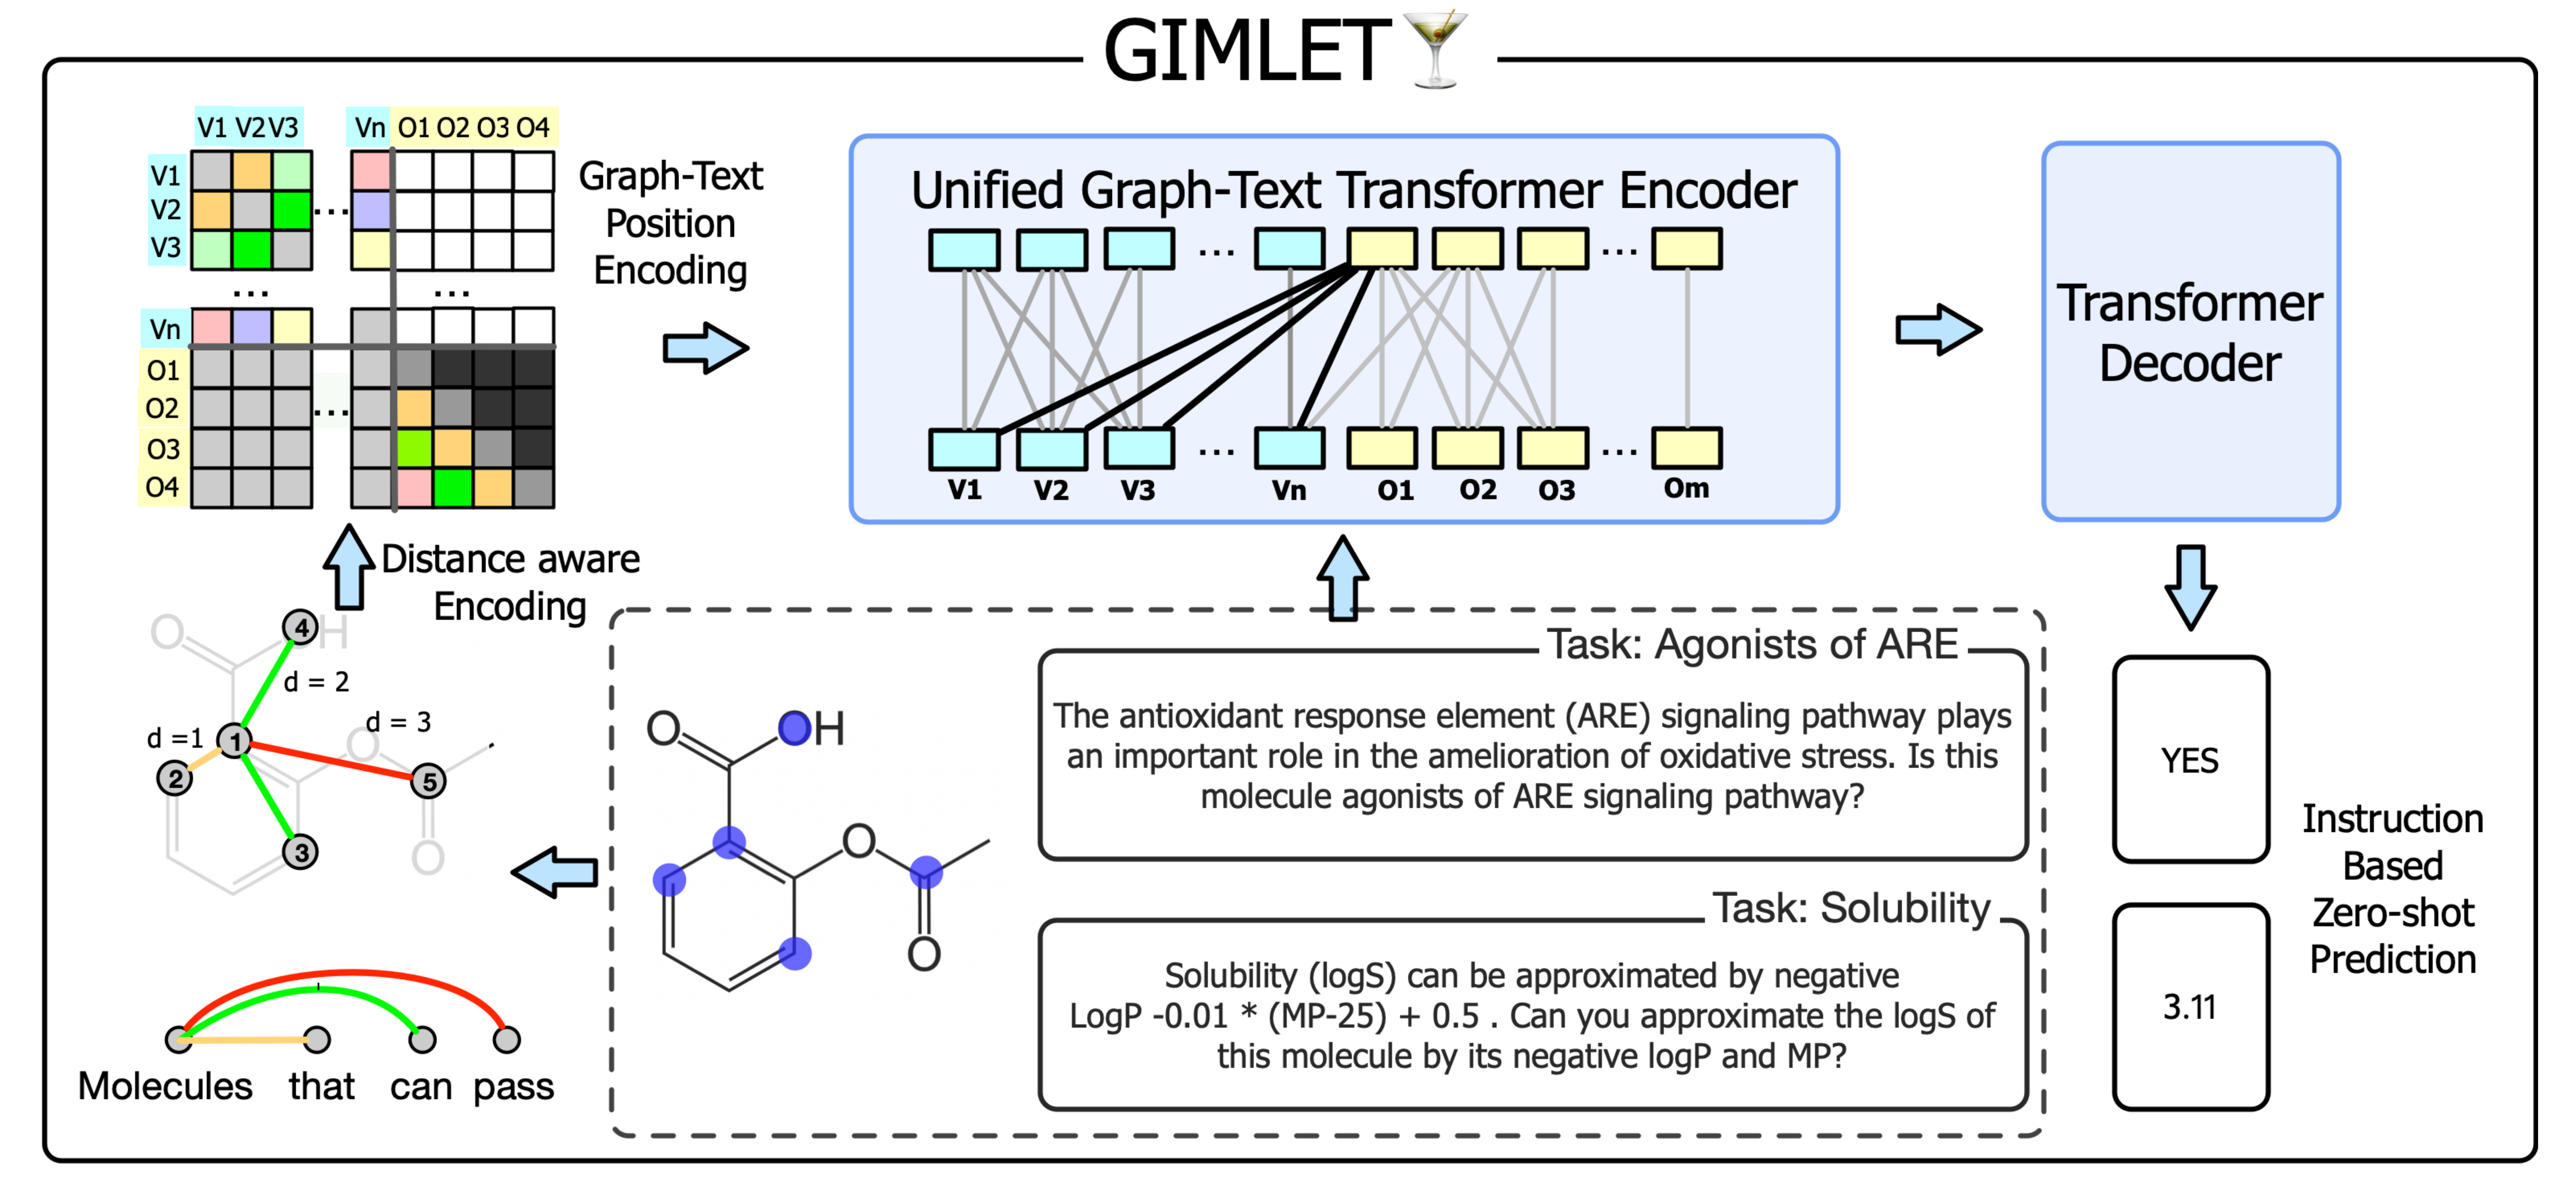 GIMLET
V1 V2 V3 Vn O1 O2 O3 O4
V1
V2 ...
V3
... ...
Vn
O1
O2 ...
O3
O4
Graph-Text
Position
Encoding
Unified Graph-Text Transformer Encoder
... ...
... ...
V1 V2 V3 Vn O1 O2 O3 Om
Transformer
Decoder
Distance aware
Encoding
O 4 H
d = 2
d = 3
d =1 1 O
2 5
3 O
Molecules that can pass
O OH
O
O
Task: Agonists of ARE
The antioxidant response element (ARE) signaling pathway plays
an important role in the amelioration of oxidative stress. Is this
molecule agonists of ARE signaling pathway?
Task: Solubility
Solubility (logS) can be approximated by negative
LogP -0.01 * (MP-25) + 0.5 . Can you approximate the logS of
this molecule by its negative logP and MP?
YES
3.11
Instruction
Based
Zero-shot
Prediction